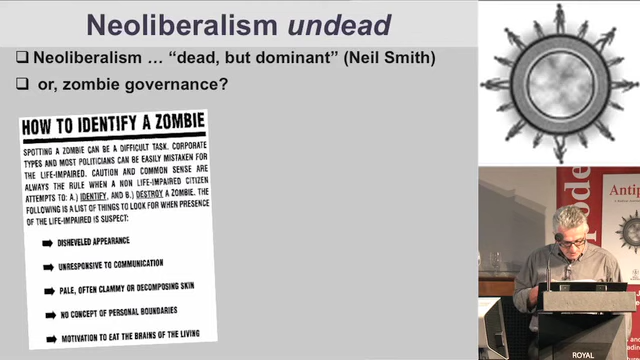 Neoliberalism undead
Neoliberalism … “dead, but dominant” (Neil Smith)
or, zombie governance?
HOW TO IDENTIFY A ZOMBIE
SPOTTING A ZOMBIE CAN BE A DIFFICULT TASK. CORPORATE
TYPES AND MOST POLITICIANS CAN BE EASILY MISTAKEN FOR
THE LIFE-IMPAIRED. CAUTION AND COMMON SENSE ARE
ALWAYS THE RULE WHEN A NON LIFE-IMPAIRED CITIZEN
ATTEMPTS TO: A.) IDENTIFY, AND B.) DESTROY A ZOMBIE. THE
FOLLOWING IS A LIST OF THINGS TO LOOK FOR WHEN PRESENCE
OF THE LIFE-IMPAIRED IS SUSPECT:
DISHEVELED APPEARANCE
UNRESPONSIVE TO COMMUNICATION
PALE, OFTEN CLAMMY OR DECOMPOSING SKIN
NO CONCEPT OF PERSONAL BOUNDARIES
MOTIVATION TO EAT THE BRAINS OF THE LIVING
ode
Antip
ROYAL